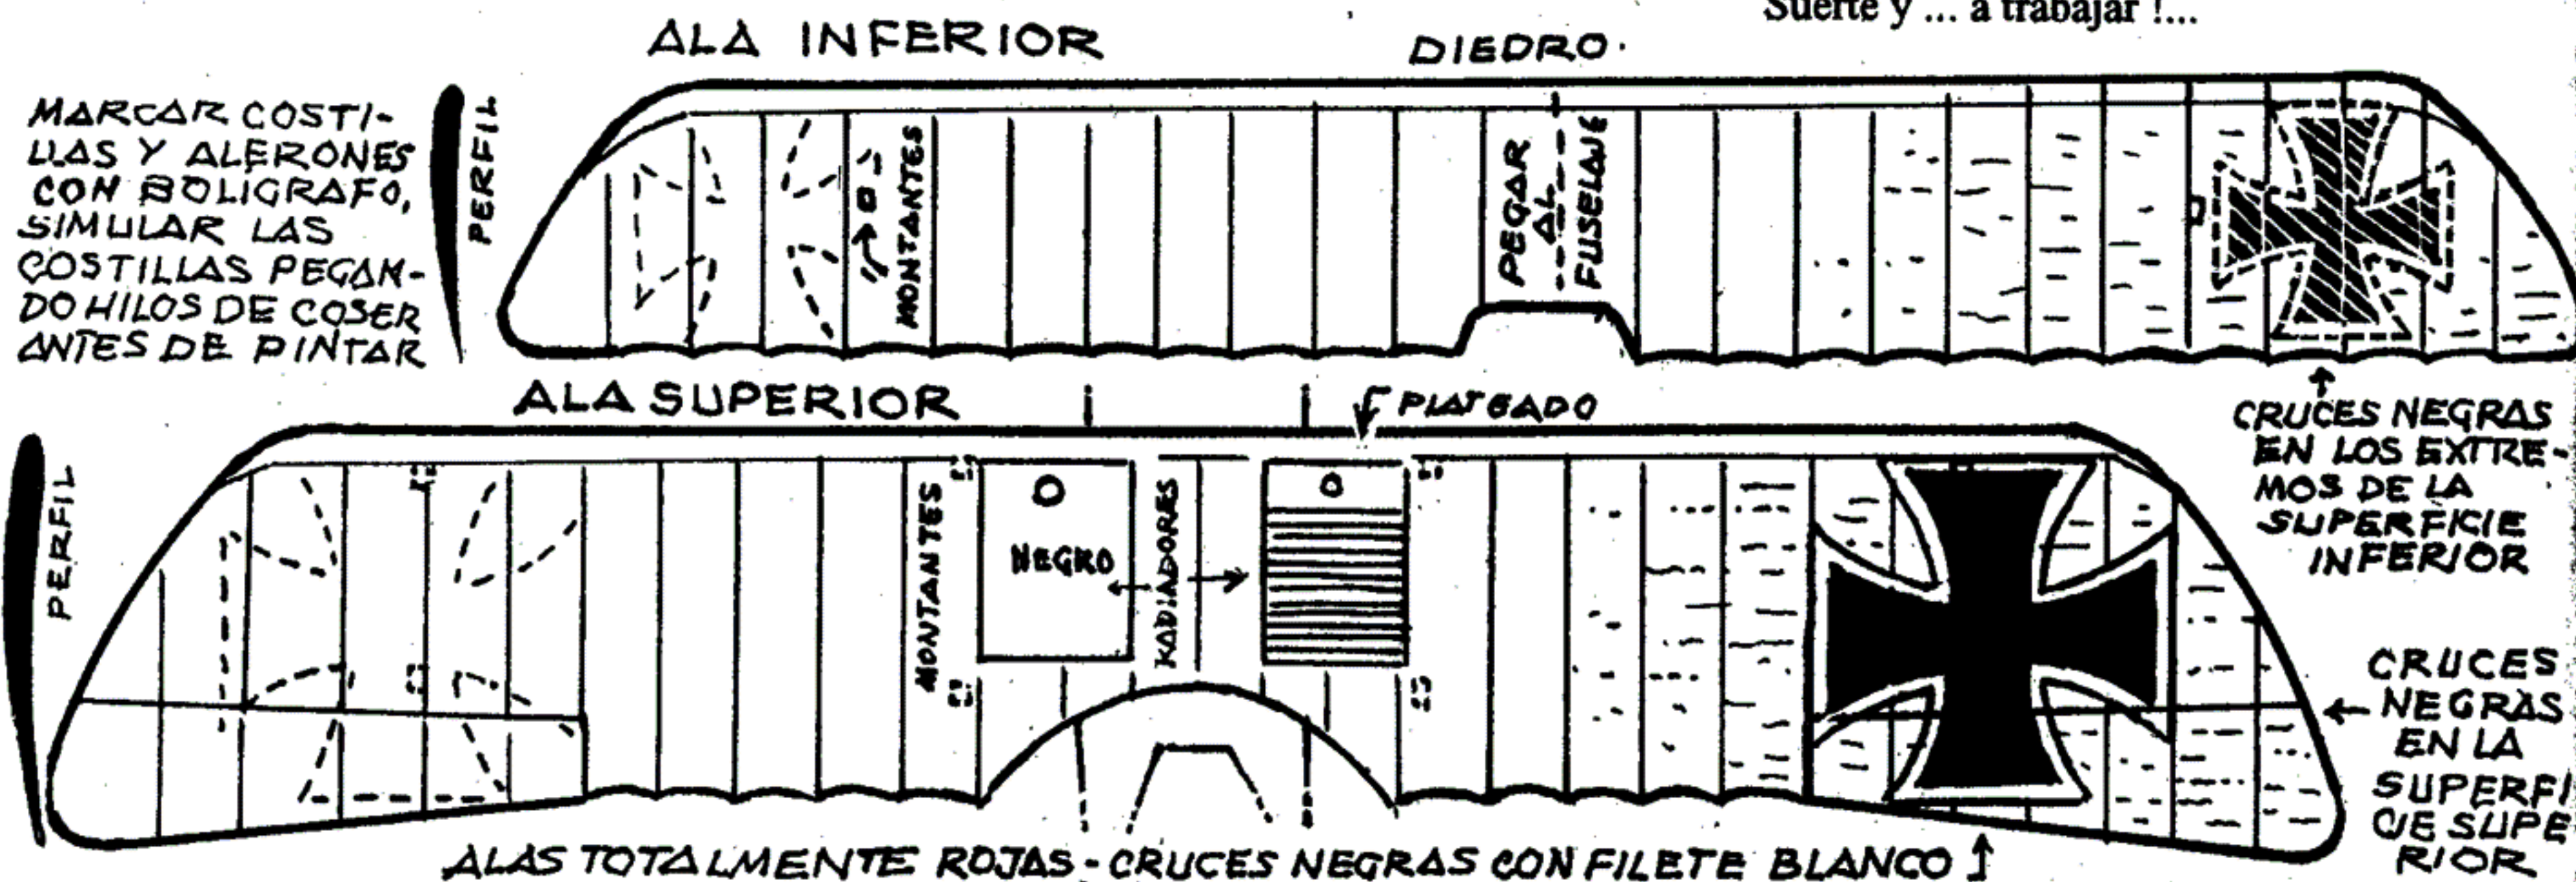 Suerte y ... a trabajar !...
ALA INFERIOR
DIEDRO.
MARCAR COSTI-
LLAS Y ALERONES
CON BOLIGRAFO,
SIMULAR LAS
COSTILLAS PEGAN-
DO HILOS DE COSER
ANTES DE PINTAR
PERFIL
MONTANTES
PEGAR
AL
FUSELAJE
ALA SUPERIOR
PLATEADO
CRUCES NEGRAS
EN LOS EXTRE-
MOS DE LA
SUPERFICIE
INFERIOR
PERFIL
MONTANTES
NEGRO
RADIADORES
CRUCES
NEGRAS
EN LA
SUPERFI
CIE SUPE
RIOR
ALAS TOTALMENTE ROJAS - CRUCES NEGRAS CON FILETE BLANCO